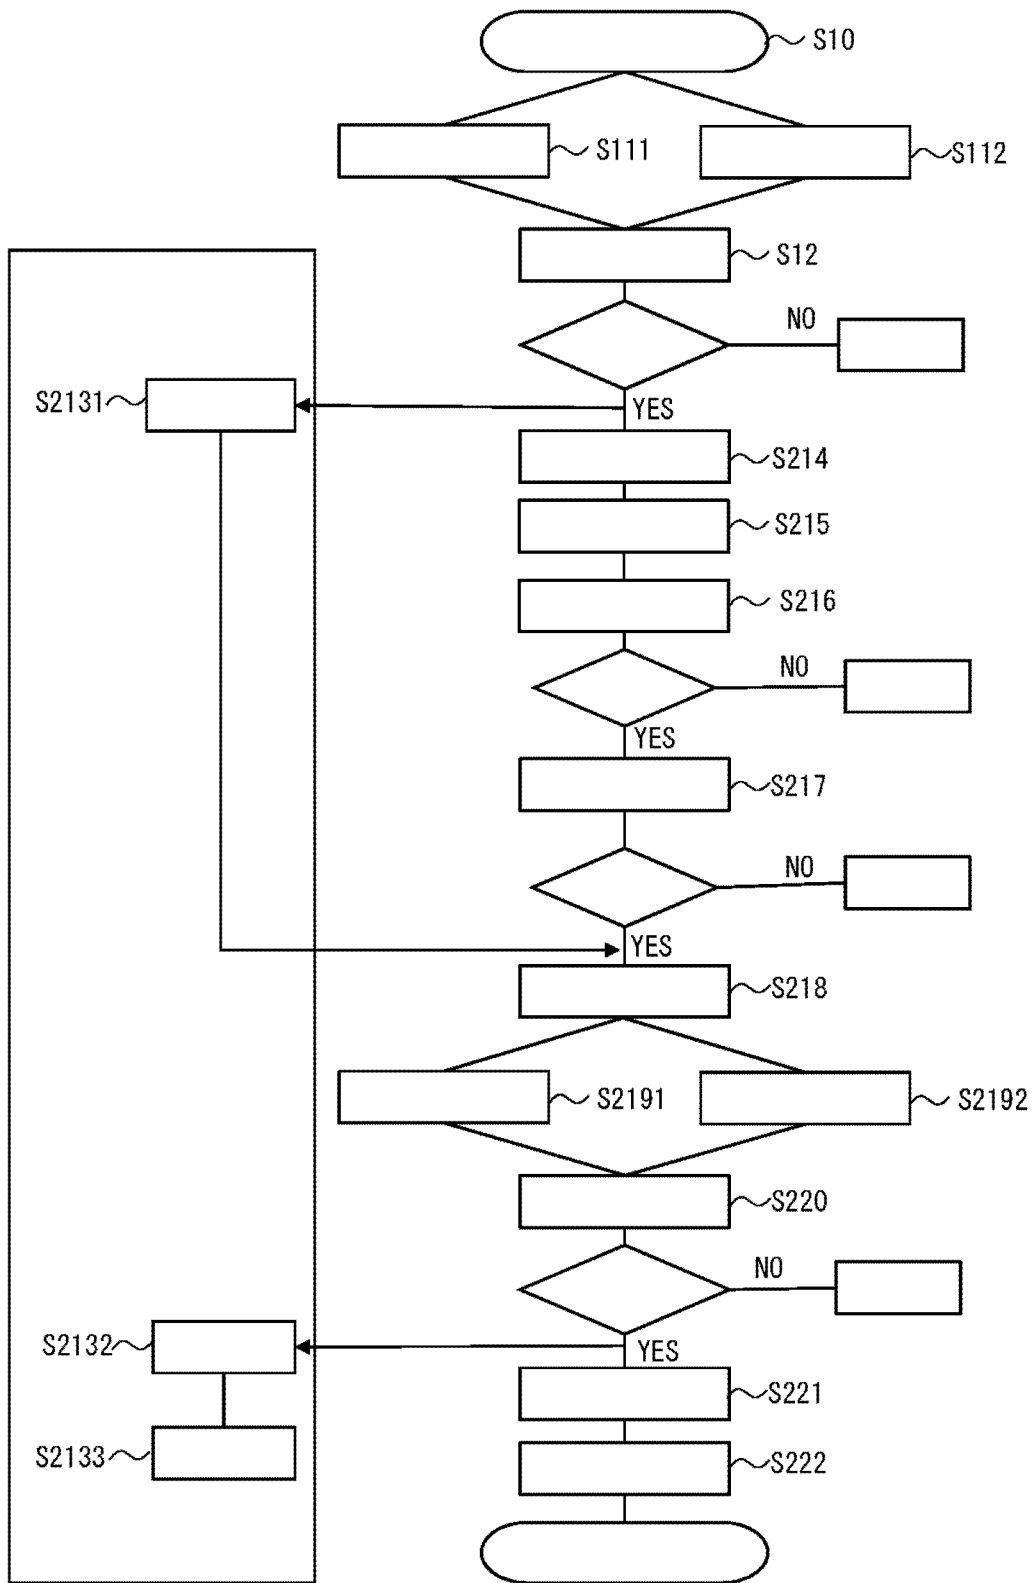 S10
S111
S112
S12
NO
S2131
YES
S214
S215
S216
NO
YES
S217
NO
YES
S218
S2191
S2192
S220
NO
S2132
YES
S221
S2133
S222